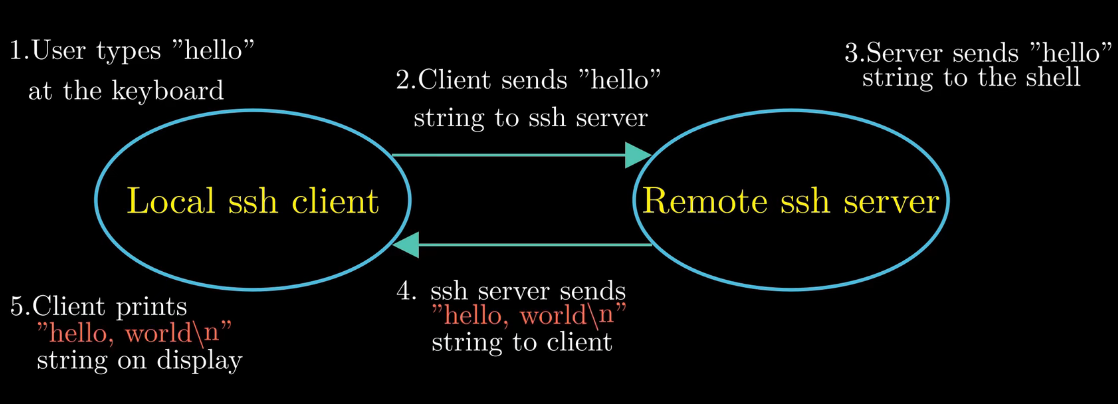 1.User types ”hello”
at the keyboard
2.Client sends ”hello”
string to ssh server
3.Server sends ”hello”
string to the shell
Local ssh client
Remote ssh server
4. ssh server sends
”hello, world\n”
string to client
5.Client prints
”hello, world\n”
string on display